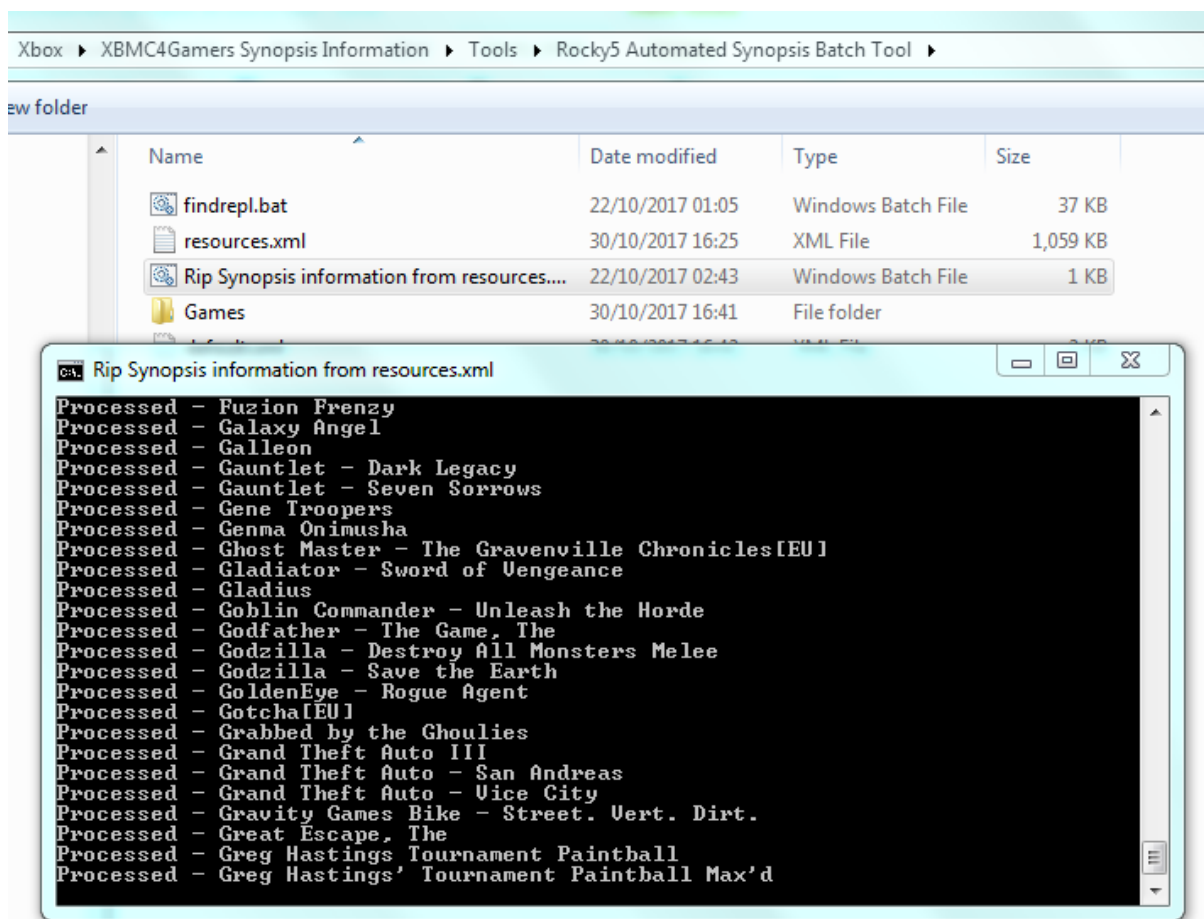 Xbox ▸ XBMC4Gamers Synopsis Information ▸ Tools ▸ Rocky5 Automated Synopsis Batch Tool ▸
ew folder
Name Date modified Type Size
findrepl.bat 22/10/2017 01:05 Windows Batch File 37 KB
resources.xml 30/10/2017 16:25 XML File 1,059 KB
Rip Synopsis information from resources.... 22/10/2017 02:43 Windows Batch File 1 KB
Games 30/10/2017 16:41 File folder
Rip Synopsis information from resources.xml
Processed - Fuzion Frenzy
Processed - Galaxy Angel
Processed - Galleon
Processed - Gauntlet - Dark Legacy
Processed - Gauntlet - Seven Sorrows
Processed - Gene Troopers
Processed - Genma Onimusha
Processed - Ghost Master - The Gravenville Chronicles[EU]
Processed - Gladiator - Sword of Vengeance
Processed - Gladius
Processed - Goblin Commander - Unleash the Horde
Processed - Godfather - The Game, The
Processed - Godzilla - Destroy All Monsters Melee
Processed - Godzilla - Save the Earth
Processed - GoldenEye - Rogue Agent
Processed - Gotcha[EU]
Processed - Grabbed by the Ghoulies
Processed - Grand Theft Auto III
Processed - Grand Theft Auto - San Andreas
Processed - Grand Theft Auto - Vice City
Processed - Gravity Games Bike - Street. Vert. Dirt.
Processed - Great Escape, The
Processed - Greg Hastings Tournament Paintball
Processed - Greg Hastings' Tournament Paintball Max'd